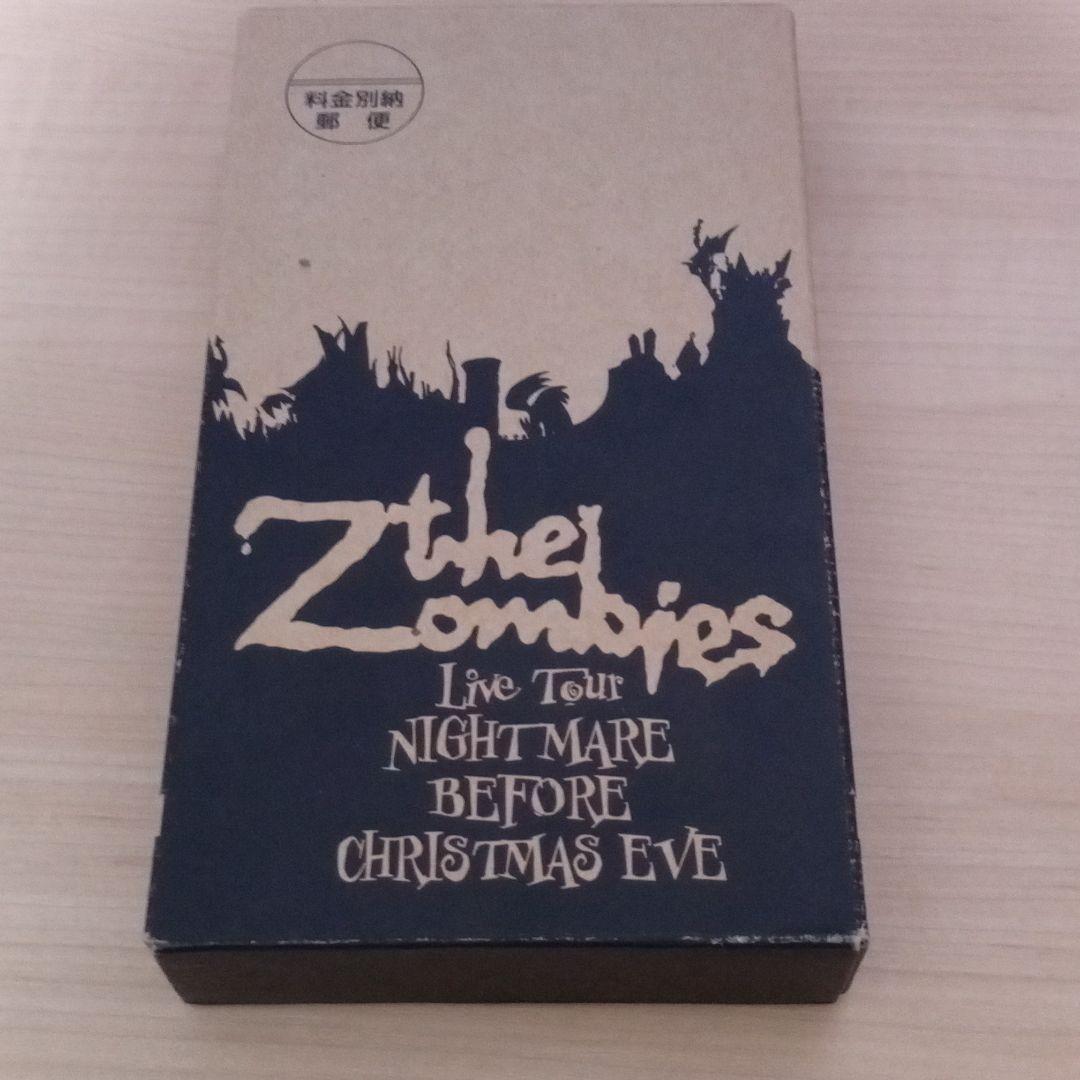 料金別納
郵便
the
Zombies
Live Tour
NIGHTMARE
BEFORE
CHRISTMAS EVE